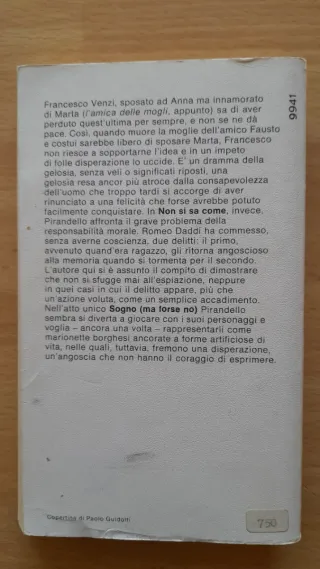 Francesco Venzi, sposato ad Anna ma innamorato
di Marta (l'amica delle mogli, appunto) sa di aver
perduto quest'ultima per sempre, e non se ne dà
pace. Così, quando muore la moglie dell'amico Fausto
e costui sarebbe libero di sposare Marta, Francesco
non riesce a sopportarne l'idea e in un impeto
di folle disperazione lo uccide. E' un dramma della
gelosia, senza veli o significati riposti, una
gelosia resa ancor più atroce dalla consapevolezza
dell'uomo che troppo tardi si accorge di aver
rinunciato a una felicità che forse avrebbe potuto
facilmente conquistare. In Non si sa come, invece,
Pirandello affronta il grave problema della
responsabilità morale. Romeo Daddi ha commesso,
senza averne coscienza, due delitti: il primo,
avvenuto quand'era ragazzo, gli ritorna angoscioso
alla memoria quando si tormenta per il secondo.
L'autore qui si è assunto il compito di dimostrare
che non si sfugge mai all'espiazione, neppure
in quei casi in cui il delitto appare, più che
un'azione voluta, come un semplice accadimento.
Nell'atto unico Sogno (ma forse no) Pirandello
sembra si diverta a giocare con i suoi personaggi e
voglia - ancora una volta - rappresentarli come
marionette borghesi ancorate a forme artificiose di
vita, nelle quali, tuttavia, fremono una disperazione,
un'angoscia che non hanno il coraggio di esprimere.
9941
Copertina di Paolo Guidotti
750